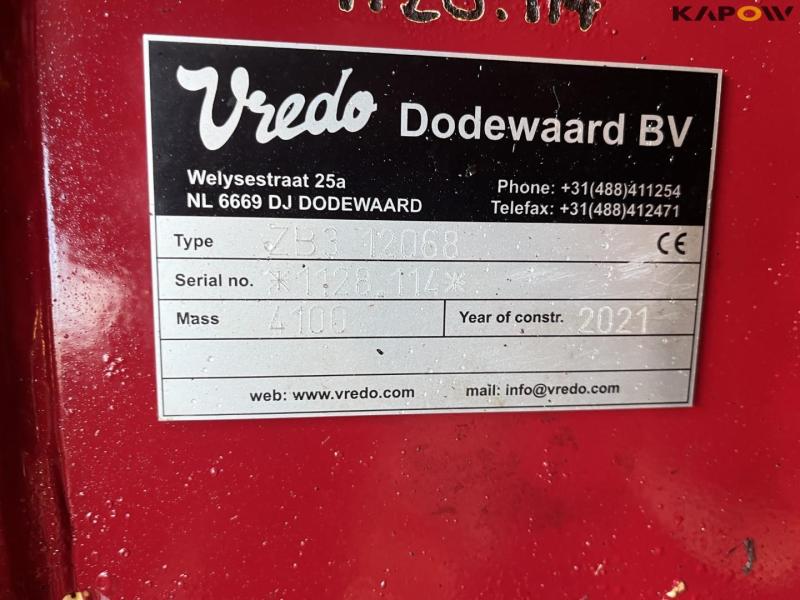 1128.114
KAPOW
Vredo Dodewaard BV
Welysestraat 25a
NL 6669 DJ DODEWAARD
Phone: +31(488)411254
Telefax: +31(488)412471
Type ZB3 12068 CE
Serial no. *1128.114*
Mass 4100 Year of constr. 2021
web: www.vredo.com mail: info@vredo.com